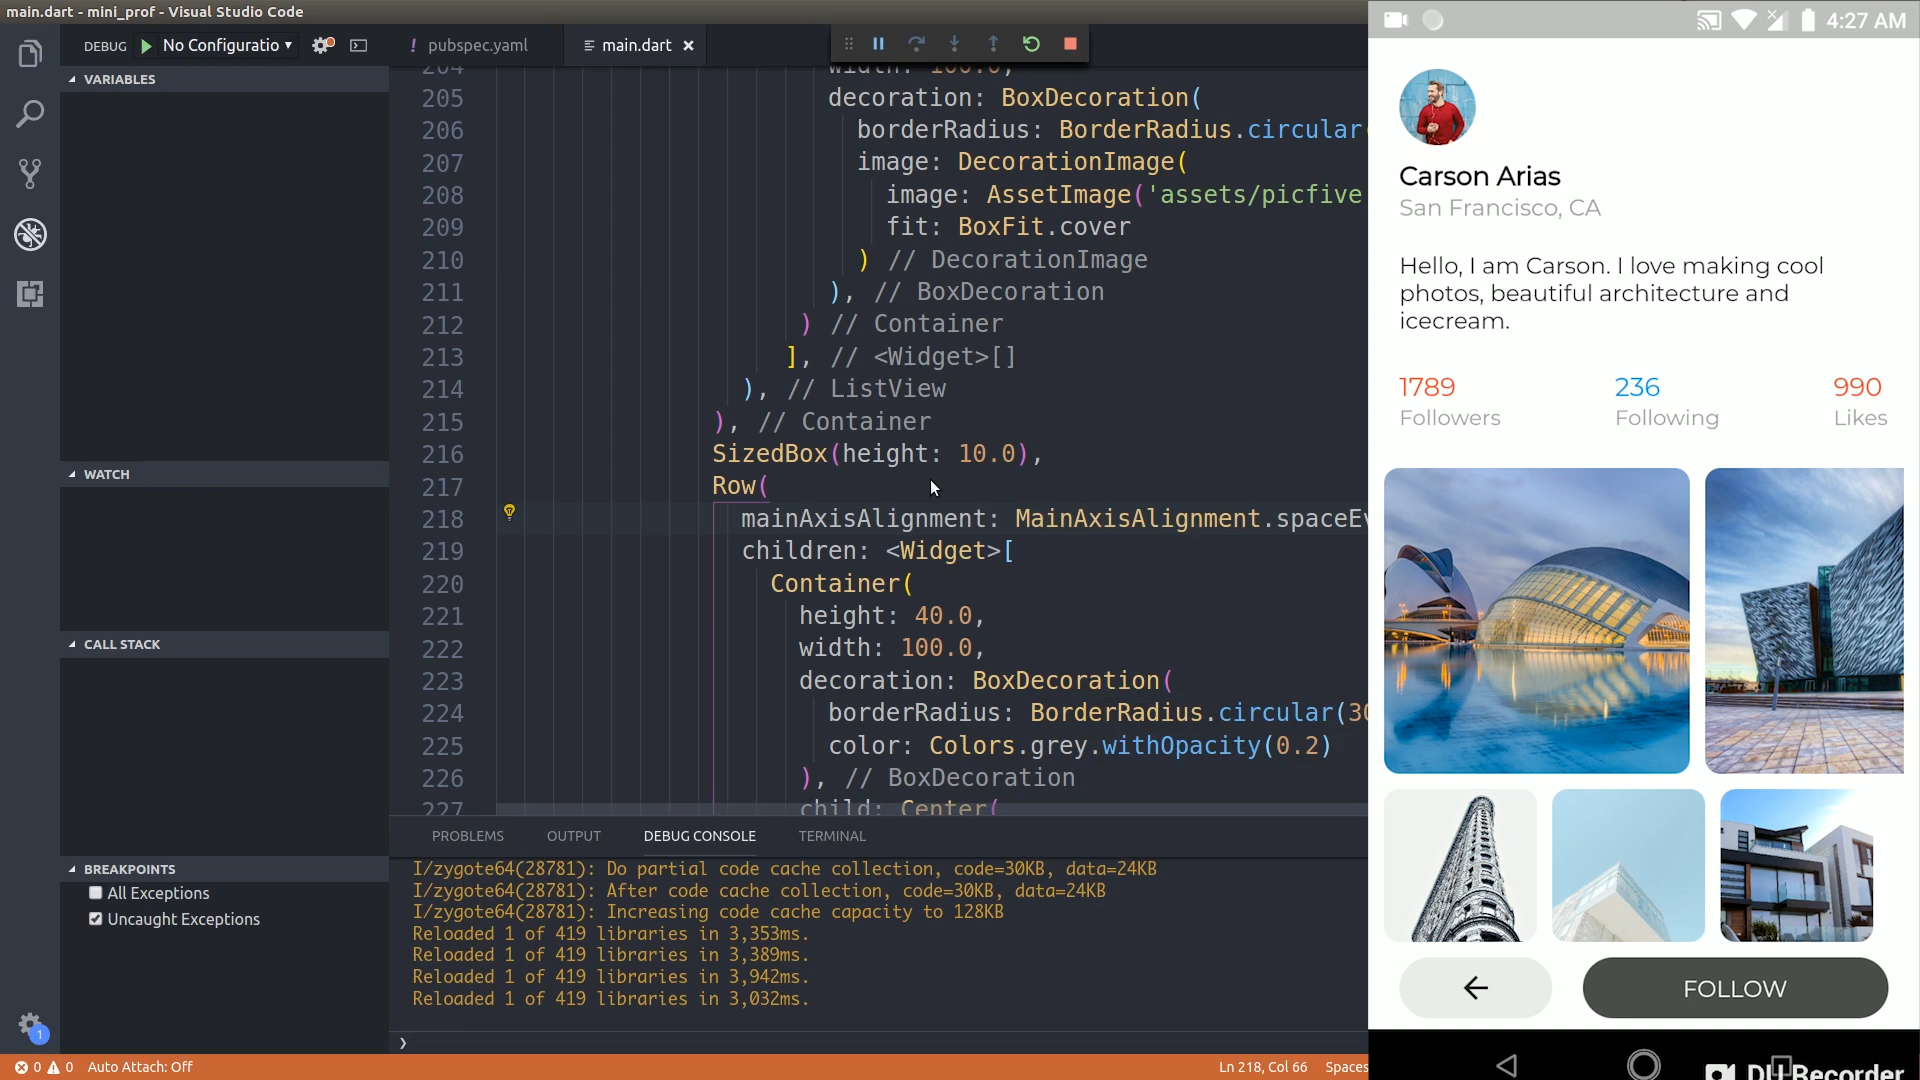 main.dart - mini_prof - Visual Studio Code
DEBUG
No Configuratio
! pubspec.yaml
main.dart
VARIABLES
WATCH
CALL STACK
BREAKPOINTS
All Exceptions
Uncaught Exceptions
204 width: 100.0,
205 decoration: BoxDecoration(
206 borderRadius: BorderRadius.circular
207 image: DecorationImage(
208 image: AssetImage('assets/picfive
209 fit: BoxFit.cover
210 ) // DecorationImage
211 ), // BoxDecoration
212 ) // Container
213 ], // <Widget>[]
214 ), // ListView
215 ), // Container
216 SizedBox(height: 10.0),
217 Row(
218 mainAxisAlignment: MainAxisAlignment.spaceEv
219 children: <Widget>[
220 Container(
221 height: 40.0,
222 width: 100.0,
223 decoration: BoxDecoration(
224 borderRadius: BorderRadius.circular(30
225 color: Colors.grey.withOpacity(0.2)
226 ), // BoxDecoration
227 child: Center(
PROBLEMS OUTPUT DEBUG CONSOLE TERMINAL
I/zygote64(28781): Do partial code cache collection, code=30KB, data=24KB
I/zygote64(28781): After code cache collection, code=30KB, data=24KB
I/zygote64(28781): Increasing code cache capacity to 128KB
Reloaded 1 of 419 libraries in 3,353ms.
Reloaded 1 of 419 libraries in 3,389ms.
Reloaded 1 of 419 libraries in 3,942ms.
Reloaded 1 of 419 libraries in 3,032ms.
1
0 0 Auto Attach: Off
Ln 218, Col 66 Spaces
4:27 AM
Carson Arias
San Francisco, CA
Hello, I am Carson. I love making cool
photos, beautiful architecture and
icecream.
1789 236 990
Followers Following Likes
FOLLOW
DU Recorder